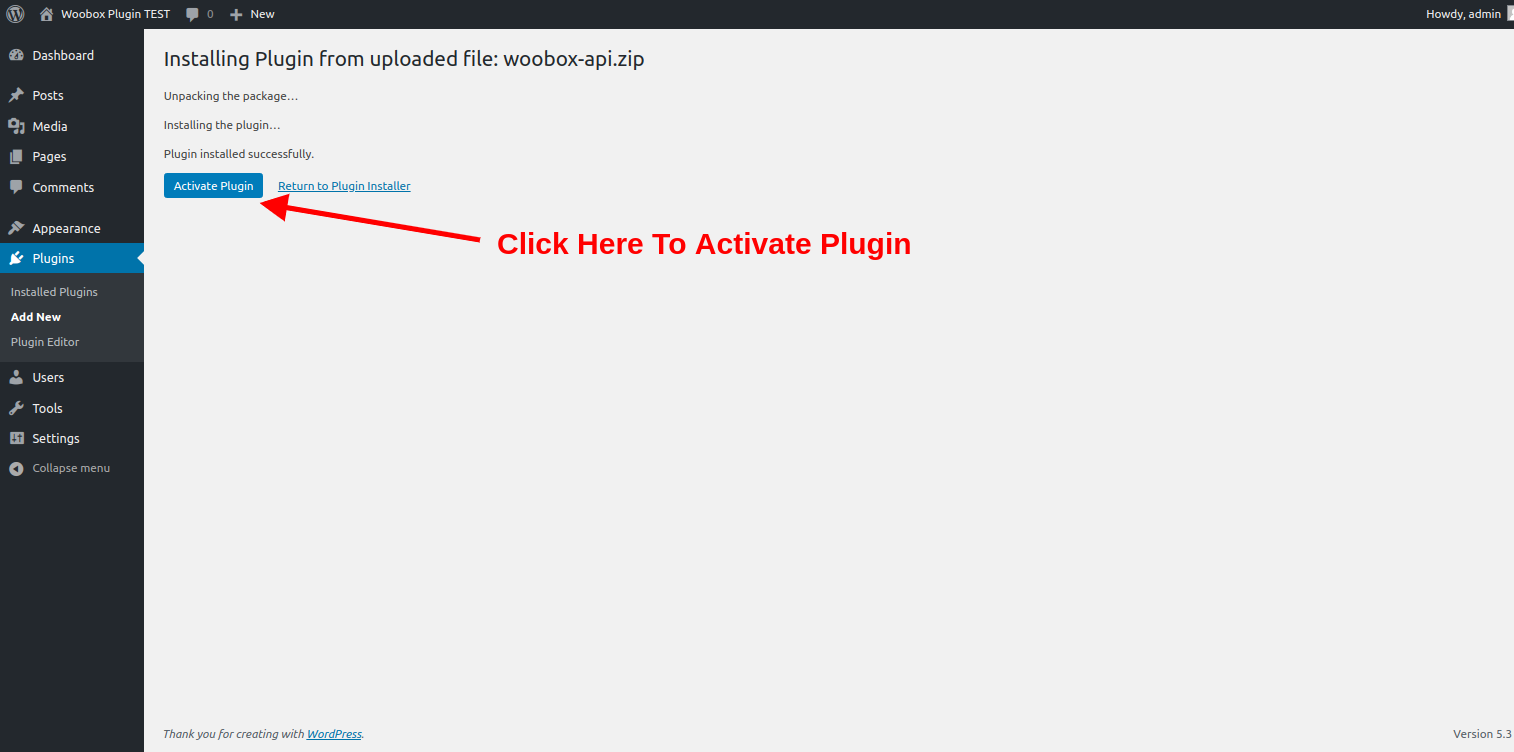 Woobox Plugin TEST 0 New Howdy, admin
Dashboard
Posts
Media
Pages
Comments
Appearance
Plugins
Installed Plugins
Add New
Plugin Editor
Users
Tools
Settings
Collapse menu
Installing Plugin from uploaded file: woobox-api.zip
Unpacking the package…
Installing the plugin…
Plugin installed successfully.
Activate Plugin Return to Plugin Installer
Click Here To Activate Plugin
Thank you for creating with WordPress. Version 5.3